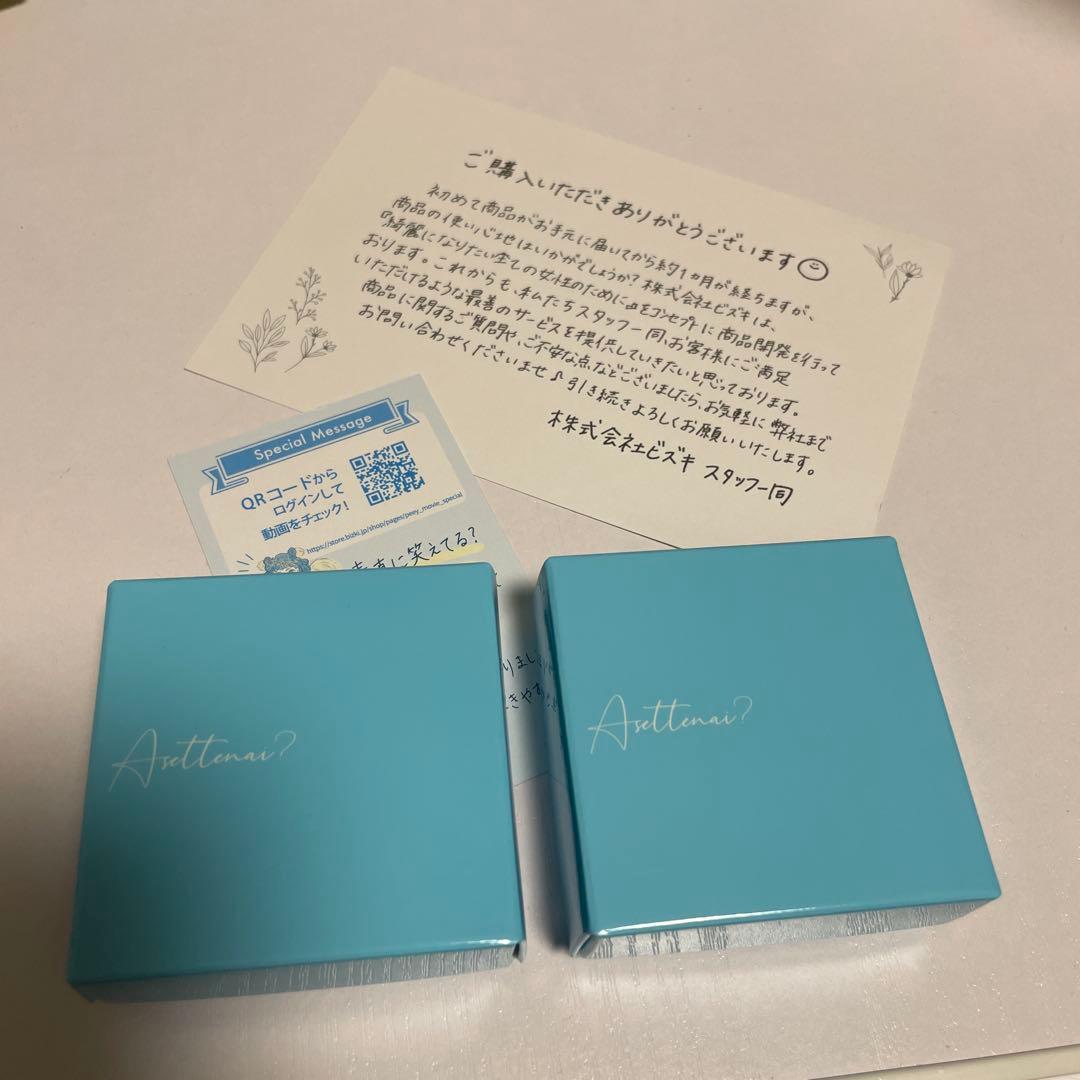 ご購入いただきありがとうございます
初めて商品がお手元に届いてから約1ヵ月が経ちますが、
商品の使い心地はいかがでしょうか？株式会社ビズキは、
『綺麗になりたい全ての女性のために』をコンセプトに商品開発を行って
おります。これからも、私たちスタッフ一同、お客様にご満足
いただけるような最善のサービスを提供していきたいと思っております。
商品に関するご質問や、ご不安な点などございましたら、お気軽に弊社まで
お問い合わせくださいませ♪引き続きよろしくお願いいたします。
株式会社ビズキ スタッフ一同
Special Message
QRコードから
ログインして
動画をチェック！
https://store.bizki.jp/shop/pages/peey_movie_special
に笑えてる？
Asettenai?
Asettenai?